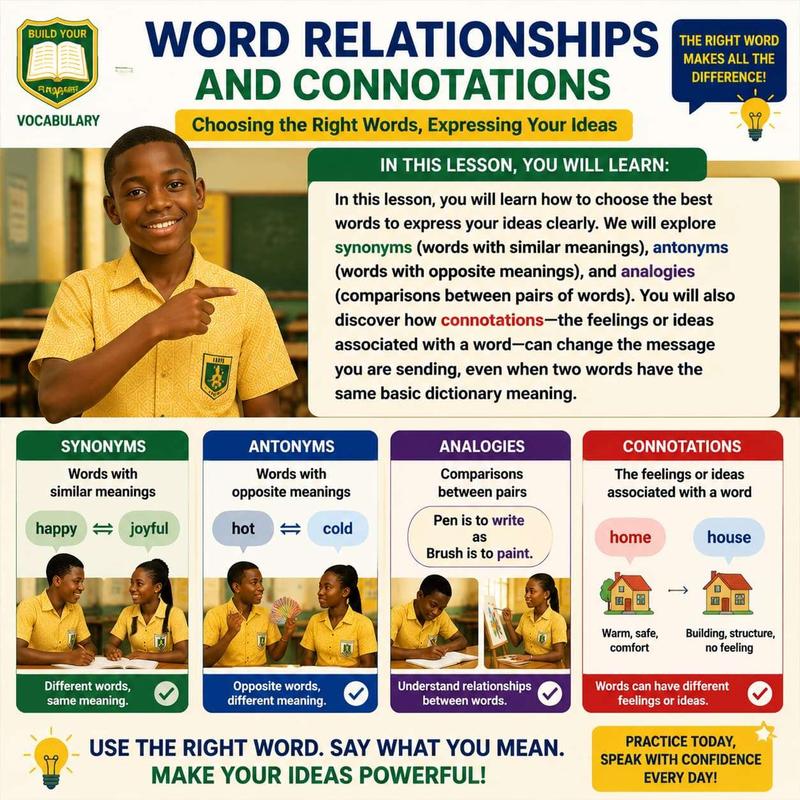 BUILD YOUR
VOCABULARY
WORD RELATIONSHIPS
AND CONNOTATIONS
Choosing the Right Words, Expressing Your Ideas
THE RIGHT WORD
MAKES ALL THE
DIFFERENCE!
IN THIS LESSON, YOU WILL LEARN:
In this lesson, you will learn how to choose the best
words to express your ideas clearly. We will explore
synonyms (words with similar meanings), antonyms
(words with opposite meanings), and analogies
(comparisons between pairs of words). You will also
discover how connotations—the feelings or ideas
associated with a word—can change the message
you are sending, even when two words have the
same basic dictionary meaning.
SYNONYMS
Words with
similar meanings
happy ⇌ joyful
Different words,
same meaning.
ANTONYMS
Words with
opposite meanings
hot ⇌ cold
Opposite words,
different meaning.
ANALOGIES
Comparisons
between pairs
Pen is to write
as
Brush is to paint.
Understand relationships
between words.
CONNOTATIONS
The feelings or ideas
associated with a word
home
house
Warm, safe,
comfort
Building, structure,
no feeling
Words can have different
feelings or ideas.
USE THE RIGHT WORD. SAY WHAT YOU MEAN.
MAKE YOUR IDEAS POWERFUL!
PRACTICE TODAY,
SPEAK WITH CONFIDENCE
EVERY DAY!